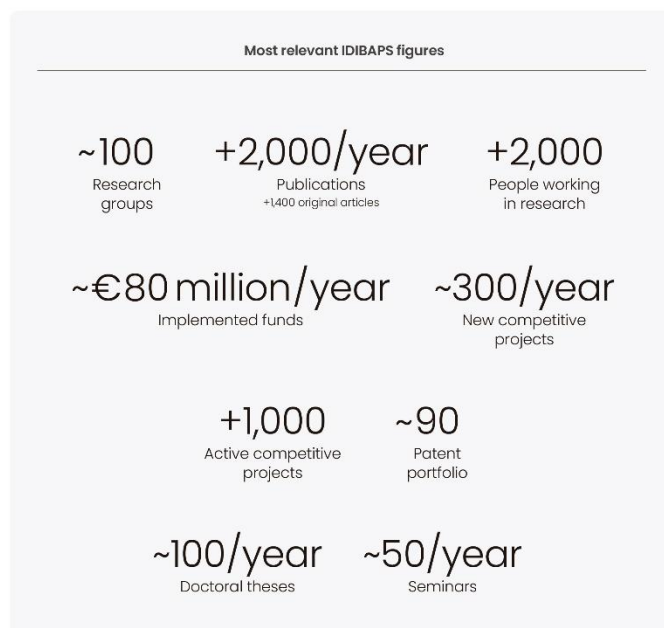 Most relevant IDIBAPS figures
~100
Research
groups
+2,000/year
Publications
+1,400 original articles
+2,000
People working
in research
~€80 million/year
Implemented funds
~300/year
New competitive
projects
+1,000
Active competitive
projects
~90
Patent
portfolio
~100/year
Doctoral theses
~50/year
Seminars